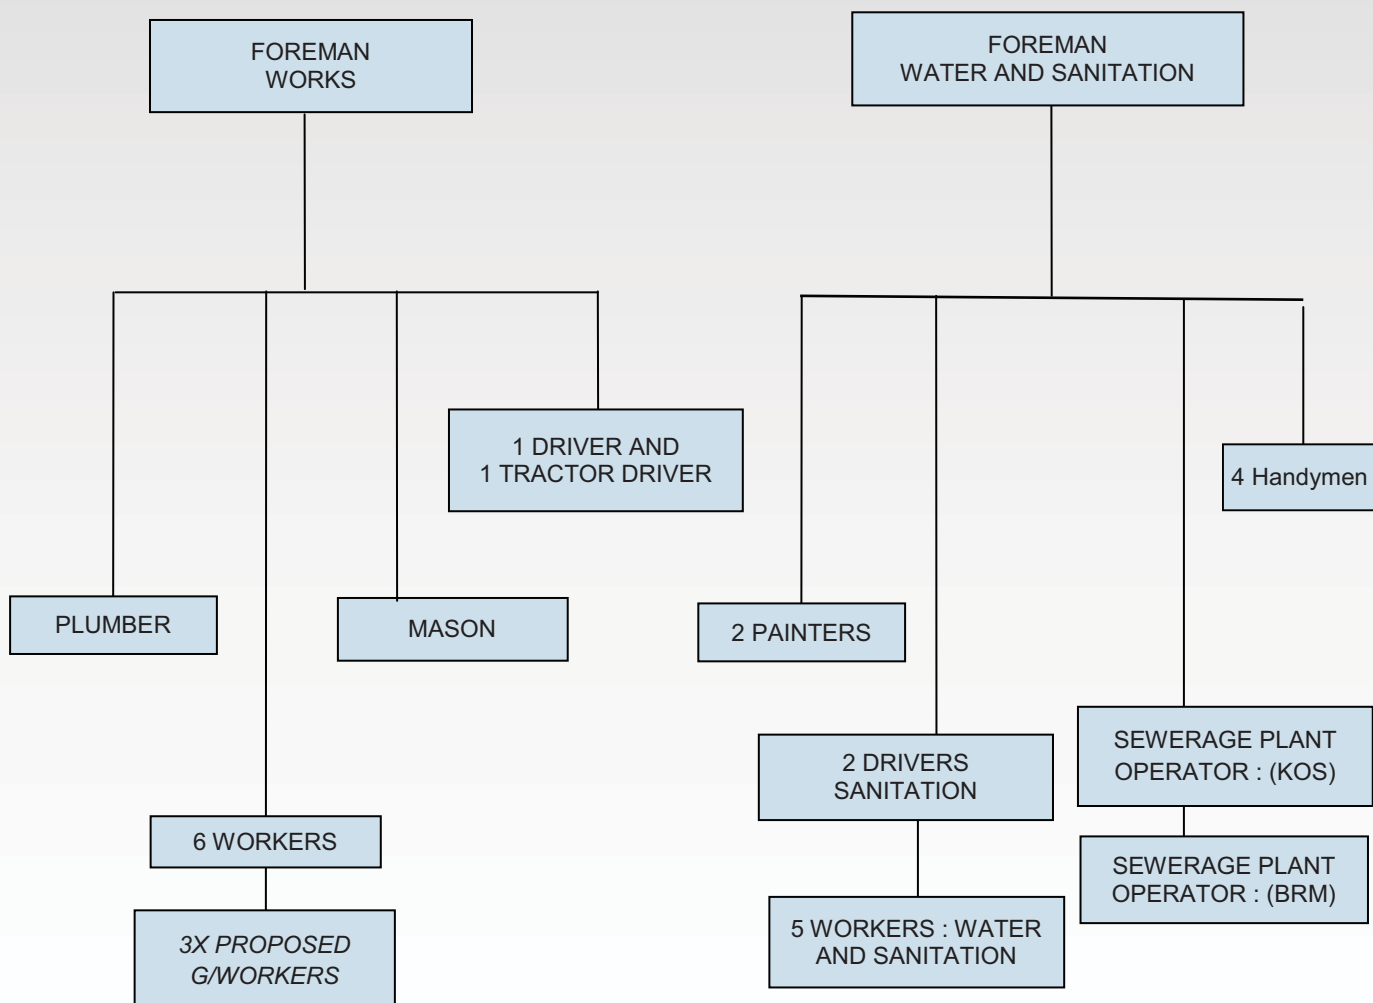 FOREMAN
WORKS
FOREMAN
WATER AND SANITATION
1 DRIVER AND
1 TRACTOR DRIVER
4 Handymen
PLUMBER
MASON
2 PAINTERS
2 DRIVERS
SANITATION
SEWERAGE PLANT
OPERATOR : (KOS)
6 WORKERS
SEWERAGE PLANT
OPERATOR : (BRM)
3X PROPOSED
G/WORKERS
5 WORKERS : WATER
AND SANITATION